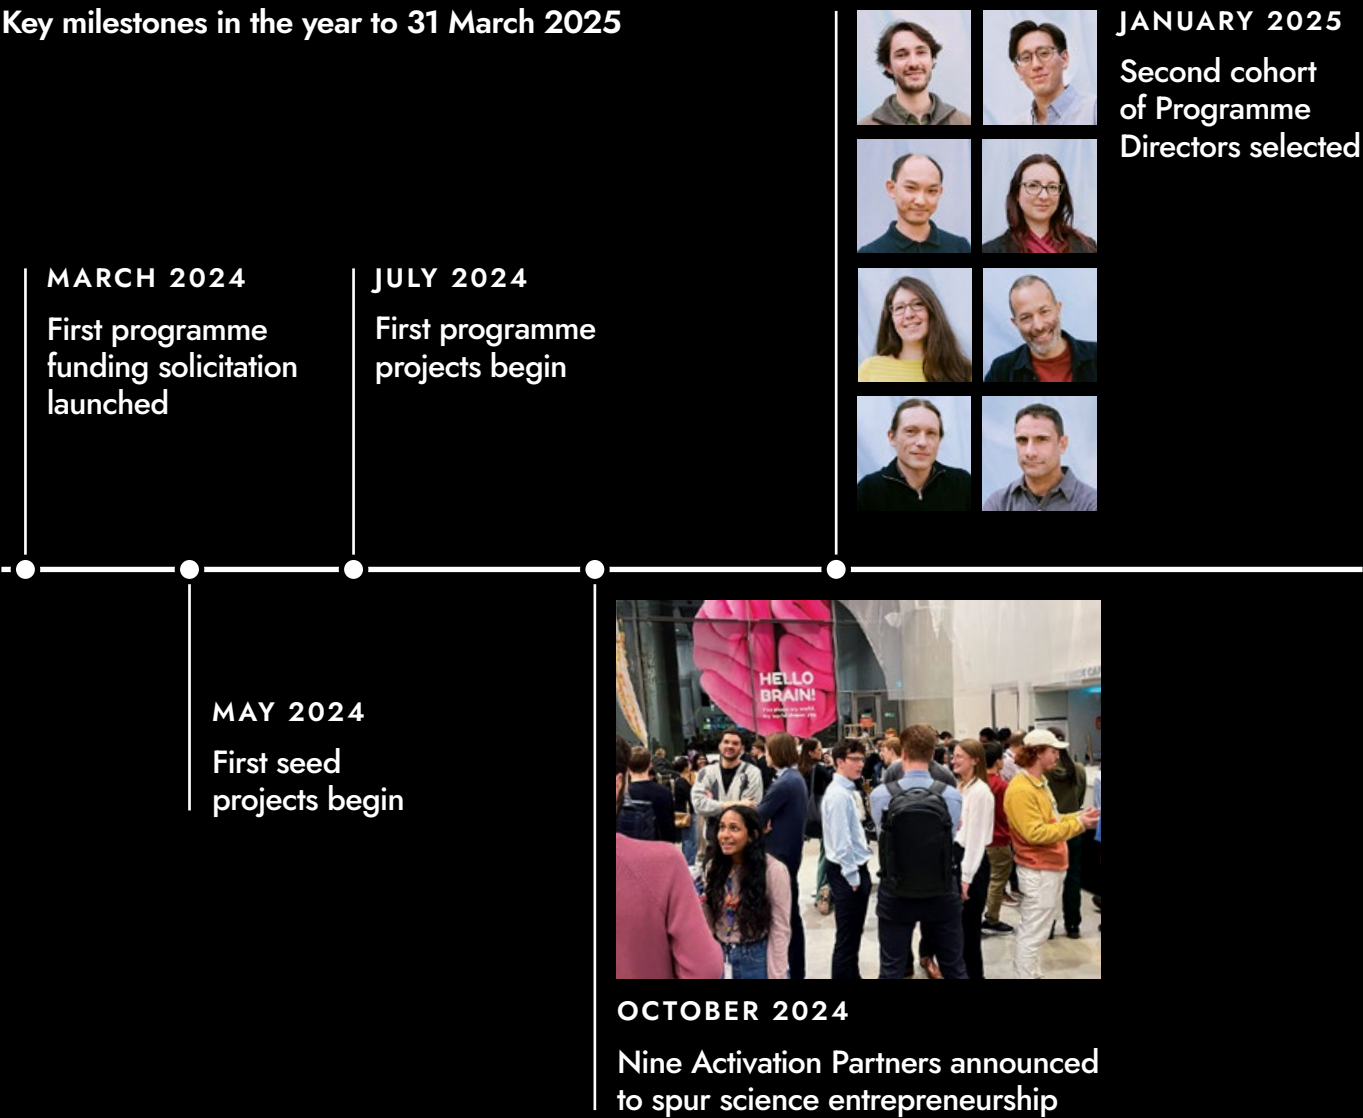 Key milestones in the year to 31 March 2025
MARCH 2024
First programme
funding solicitation
launched
MAY 2024
First seed
projects begin
JULY 2024
First programme
projects begin
OCTOBER 2024
Nine Activation Partners announced
to spur science entrepreneurship
HELLO
BRAIN!
JANUARY 2025
Second cohort
of Programme
Directors selected